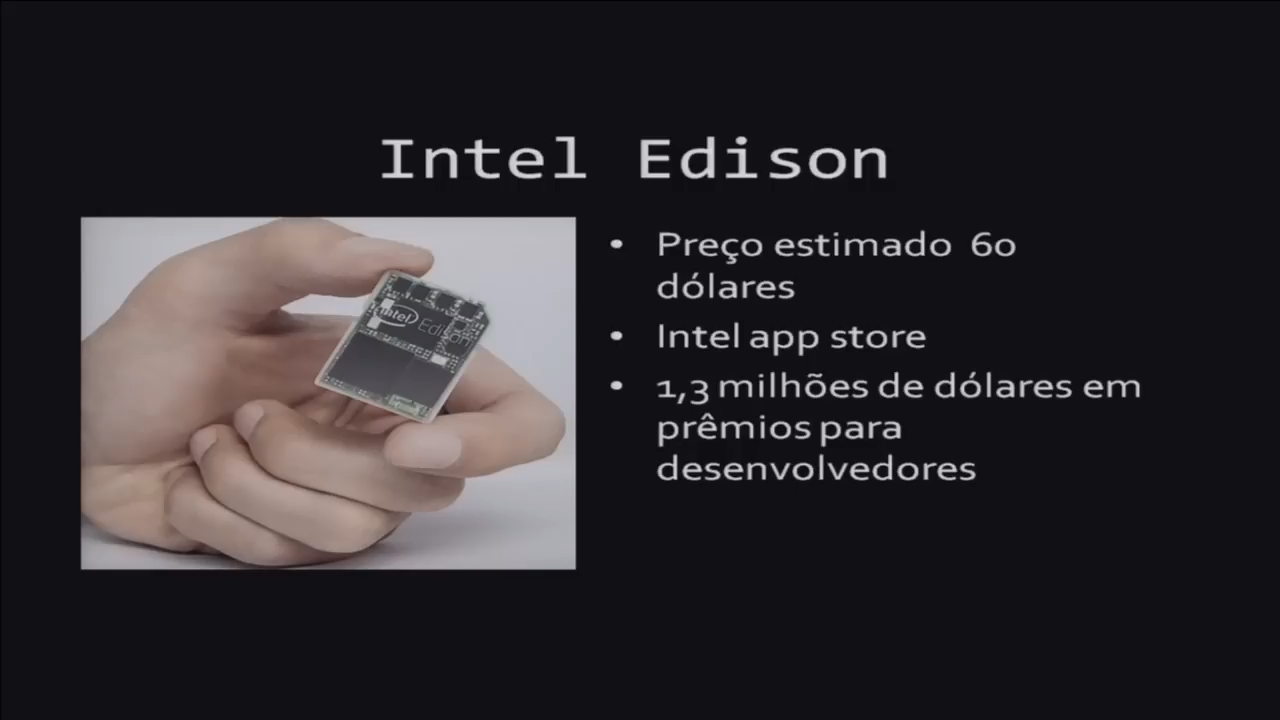 Intel Edison
intel Edison
• Preço estimado 60
dólares
• Intel app store
• 1,3 milhões de dólares em
prêmios para
desenvolvedores